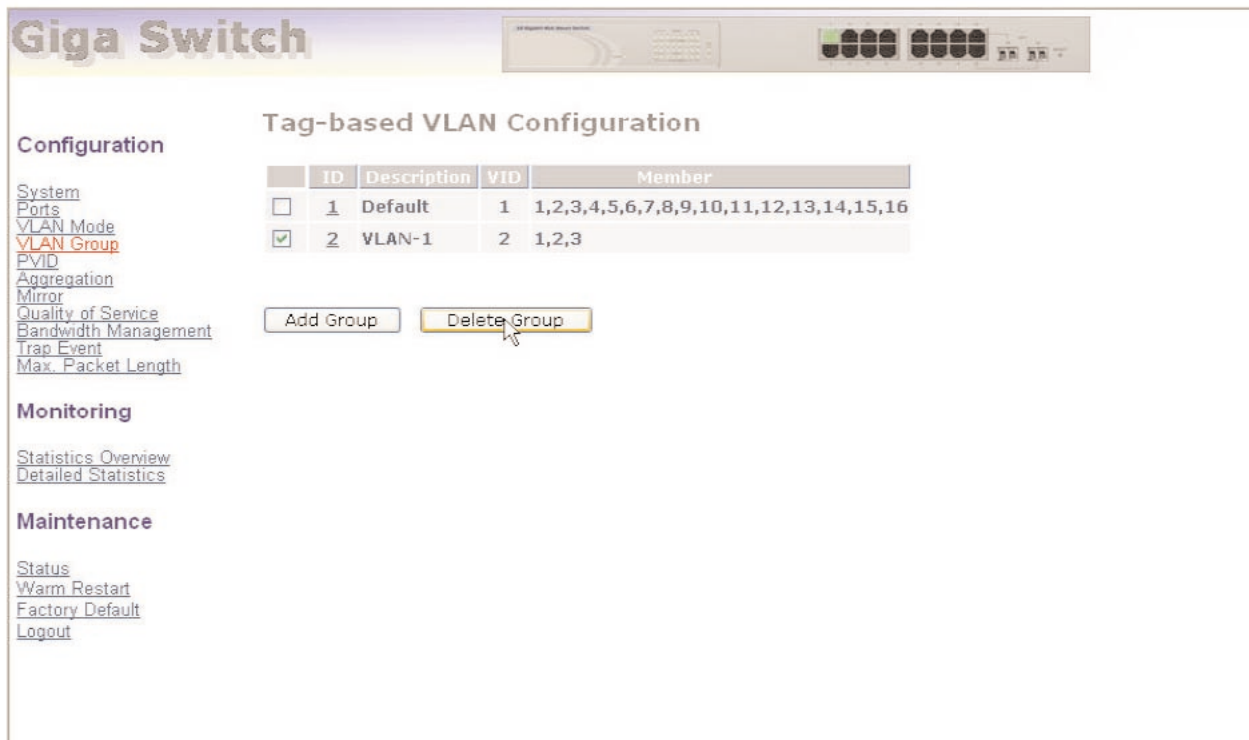 Giga Switch
Configuration
System
Ports
VLAN Mode
VLAN Group
PVID
Aggregation
Mirror
Quality of Service
Bandwidth Management
Trap Event
Max. Packet Length
Monitoring
Statistics Overview
Detailed Statistics
Maintenance
Status
Warm Restart
Factory Default
Logout
Tag-based VLAN Configuration
ID Description VID Member
1 Default 1 1,2,3,4,5,6,7,8,9,10,11,12,13,14,15,16
2 VLAN-1 2 1,2,3
Add Group Delete Group